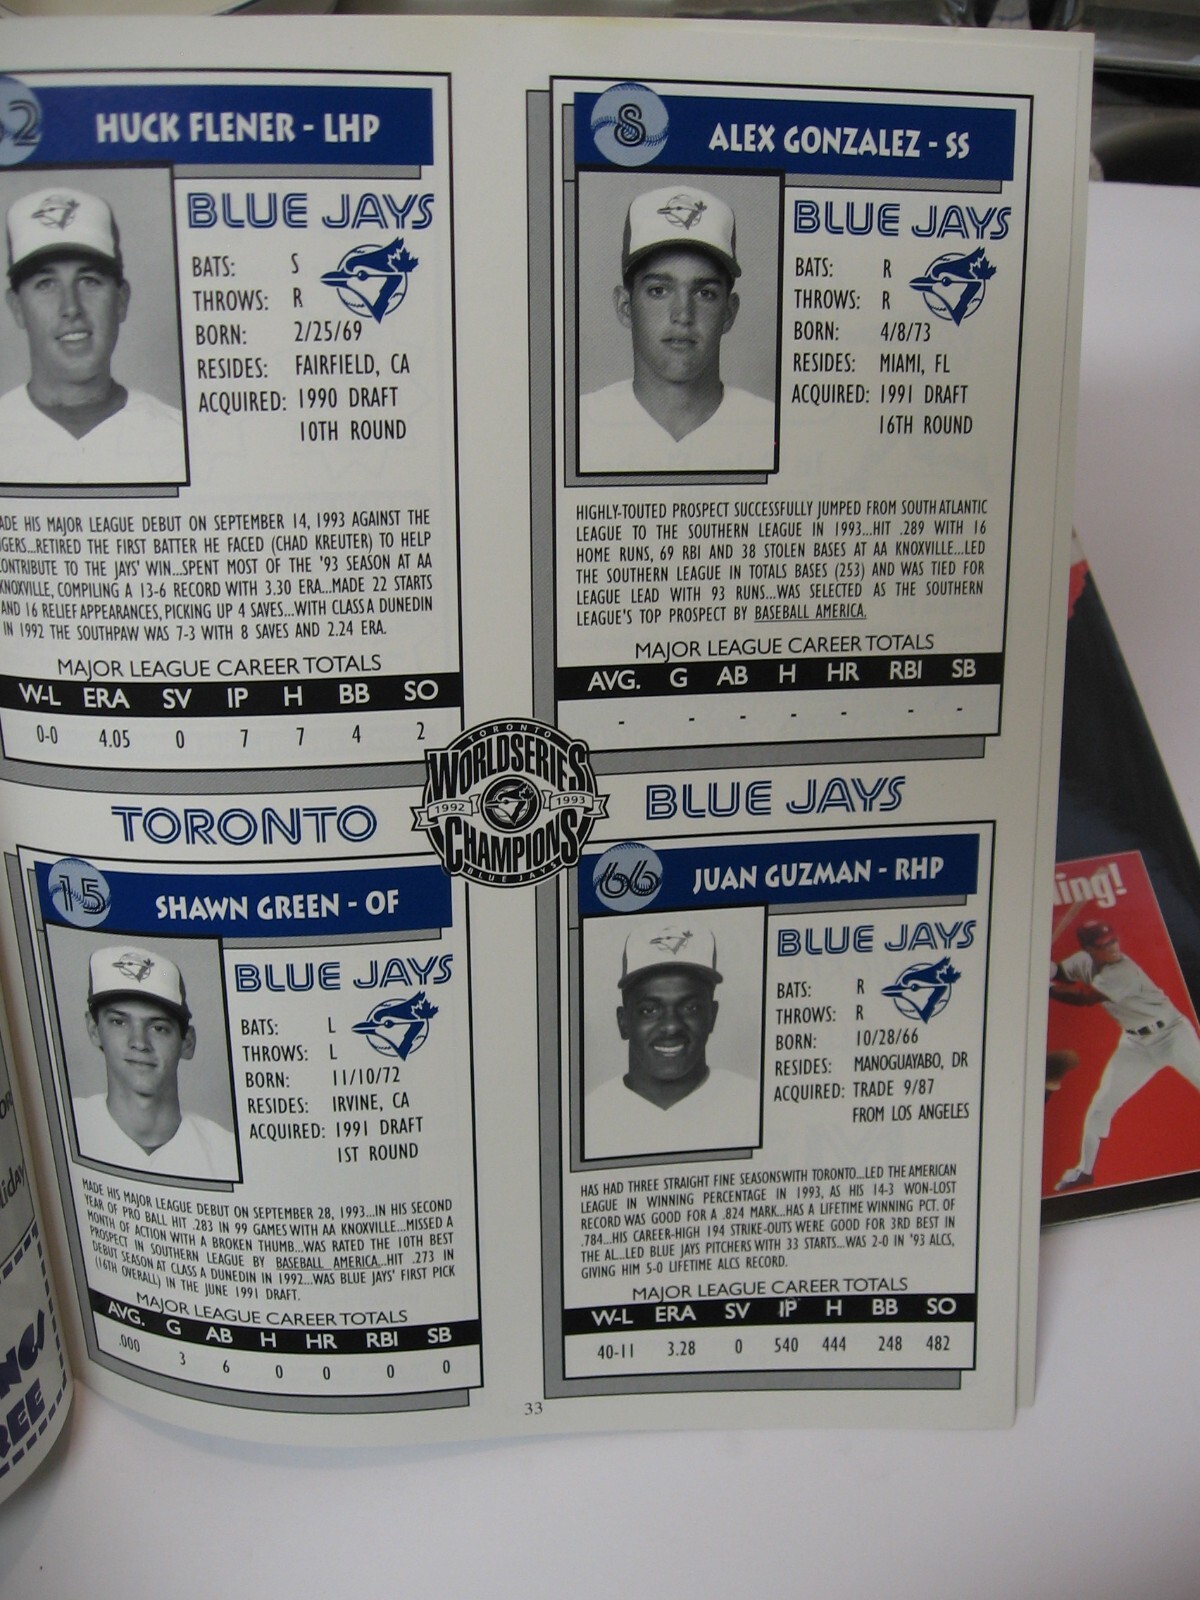 HUCK FLENER - LHP
BLUE JAYS
BATS: S
THROWS: R
BORN: 2/25/69
RESIDES: FAIRFIELD, CA
ACQUIRED: 1990 DRAFT
10TH ROUND
ADE HIS MAJOR LEAGUE DEBUT ON SEPTEMBER 14, 1993 AGAINST THE
GERS...RETIRED THE FIRST BATTER HE FACED (CHAD KREUTER) TO HELP
ONTRIBUTE TO THE JAYS' WIN...SPENT MOST OF THE '93 SEASON AT AA
KNOXVILLE, COMPILING A 13-6 RECORD WITH 3.30 ERA...MADE 22 STARTS
AND 16 RELIEF APPEARANCES, PICKING UP 4 SAVES...WITH CLASS A DUNEDIN
IN 1992 THE SOUTHPAW WAS 7-3 WITH 8 SAVES AND 2.24 ERA.
MAJOR LEAGUE CAREER TOTALS
W-L ERA SV IP H BB SO
0-0 4.05 0 7 7 4 2
8
ALEX GONZALEZ - SS
BLUE JAYS
BATS: R
THROWS: R
BORN: 4/8/73
RESIDES: MIAMI, FL
ACQUIRED: 1991 DRAFT
16TH ROUND
HIGHLY-TOUTED PROSPECT SUCCESSFULLY JUMPED FROM SOUTH ATLANTIC
LEAGUE TO THE SOUTHERN LEAGUE IN 1993...HIT .289 WITH 16
HOME RUNS, 69 RBI AND 38 STOLEN BASES AT AA KNOXVILLE...LED
THE SOUTHERN LEAGUE IN TOTALS BASES (253) AND WAS TIED FOR
LEAGUE LEAD WITH 93 RUNS...WAS SELECTED AS THE SOUTHERN
LEAGUE'S TOP PROSPECT BY BASEBALL AMERICA.
MAJOR LEAGUE CAREER TOTALS
AVG. G AB H HR RBI SB
- - - - - - -
TORONTO
TORONTO
WORLD SERIES
1992 1993
CHAMPIONS
BLUE JAYS
BLUE JAYS
15
SHAWN GREEN - OF
BLUE JAYS
BATS: L
THROWS: L
BORN: 11/10/72
RESIDES: IRVINE, CA
ACQUIRED: 1991 DRAFT
1ST ROUND
MADE HIS MAJOR LEAGUE DEBUT ON SEPTEMBER 28, 1993...IN HIS SECOND
YEAR OF PRO BALL HIT .283 IN 99 GAMES WITH AA KNOXVILLE...MISSED A
MONTH OF ACTION WITH A BROKEN THUMB...WAS RATED THE 10TH BEST
PROSPECT IN SOUTHERN LEAGUE BY BASEBALL AMERICA...HIT .273 IN
DEBUT SEASON AT CLASS A DUNEDIN IN 1992...WAS BLUE JAYS' FIRST PICK
(16TH OVERALL) IN THE JUNE 1991 DRAFT.
MAJOR LEAGUE CAREER TOTALS
AVG. G AB H HR RBI SB
.000 3 6 0 0 0 0
66
JUAN GUZMAN - RHP
BLUE JAYS
BATS: R
THROWS: R
BORN: 10/28/66
RESIDES: MANOGUAYABO, DR
ACQUIRED: TRADE 9/87
FROM LOS ANGELES
HAS HAD THREE STRAIGHT FINE SEASONSWITH TORONTO...LED THE AMERICAN
LEAGUE IN WINNING PERCENTAGE IN 1993, AS HIS 14-3 WON-LOST
RECORD WAS GOOD FOR A .824 MARK...HAS A LIFETIME WINNING PCT. OF
.784...HIS CAREER-HIGH 194 STRIKE-OUTS WERE GOOD FOR 3RD BEST IN
THE AL...LED BLUE JAYS PITCHERS WITH 33 STARTS...WAS 2-0 IN '93 ALCS,
GIVING HIM 5-0 LIFETIME ALCS RECORD.
MAJOR LEAGUE CAREER TOTALS
W-L ERA SV IP H BB SO
40-11 3.28 0 540 444 248 482
33
ing!
REE